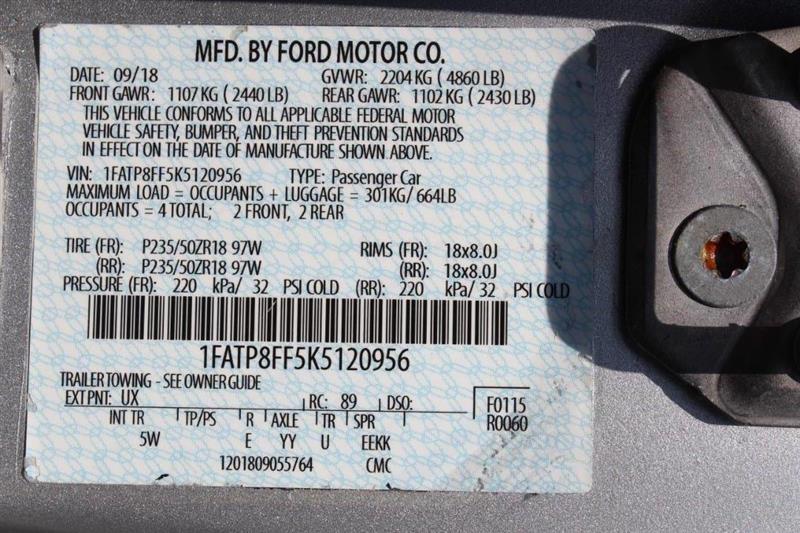 MFD. BY FORD MOTOR CO.
DATE: 09/18 GVWR: 2204 KG ( 4860 LB)
FRONT GAWR: 1107 KG ( 2440 LB) REAR GAWR: 1102 KG ( 2430 LB)
THIS VEHICLE CONFORMS TO ALL APPLICABLE FEDERAL MOTOR
VEHICLE SAFETY, BUMPER, AND THEFT PREVENTION STANDARDS
IN EFFECT ON THE DATE OF MANUFACTURE SHOWN ABOVE.
VIN: 1FATP8FF5K5120956 TYPE: Passenger Car
MAXIMUM LOAD = OCCUPANTS + LUGGAGE = 301KG/ 664LB
OCCUPANTS = 4 TOTAL; 2 FRONT, 2 REAR
TIRE (FR): P235/50ZR18 97W RIMS (FR): 18x8.0J
(RR): P235/50ZR18 97W (RR): 18x8.0J
PRESSURE (FR): 220 kPa/ 32 PSI COLD (RR): 220 kPa/ 32 PSI COLD
1FATP8FF5K5120956
TRAILER TOWING - SEE OWNER GUIDE
EXT PNT: UX RC: 89 DSO: F0115
INT TR TP/PS R AXLE TR SPR R0060
5W E YY U EEKK
1201809055764 CMC